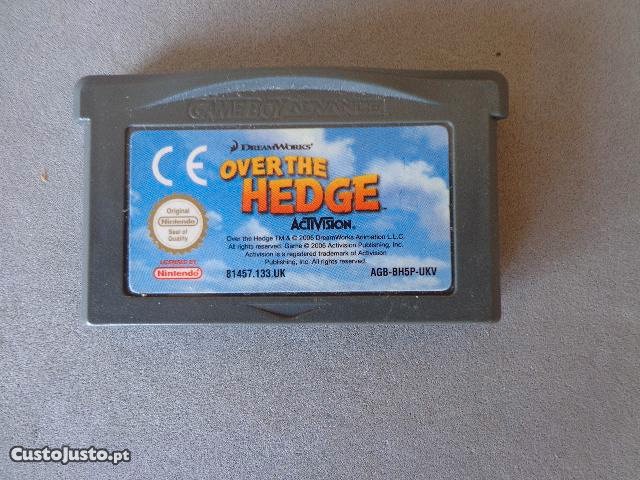 GAME BOY ADVANCE
DREAMWORKS
CE
OVER THE
HEDGE™
ACTIVISION®
Original
Nintendo
Seal of
Quality
Over the Hedge TM & © 2006 DreamWorks Animation L.L.C.
All rights reserved. Game © 2006 Activision Publishing, Inc.
Activision is a registered trademark of Activision
Publishing, Inc. All rights reserved.
LICENSED BY
Nintendo
81457.133.UK
AGB-BH5P-UKV
CustoJusto.pt